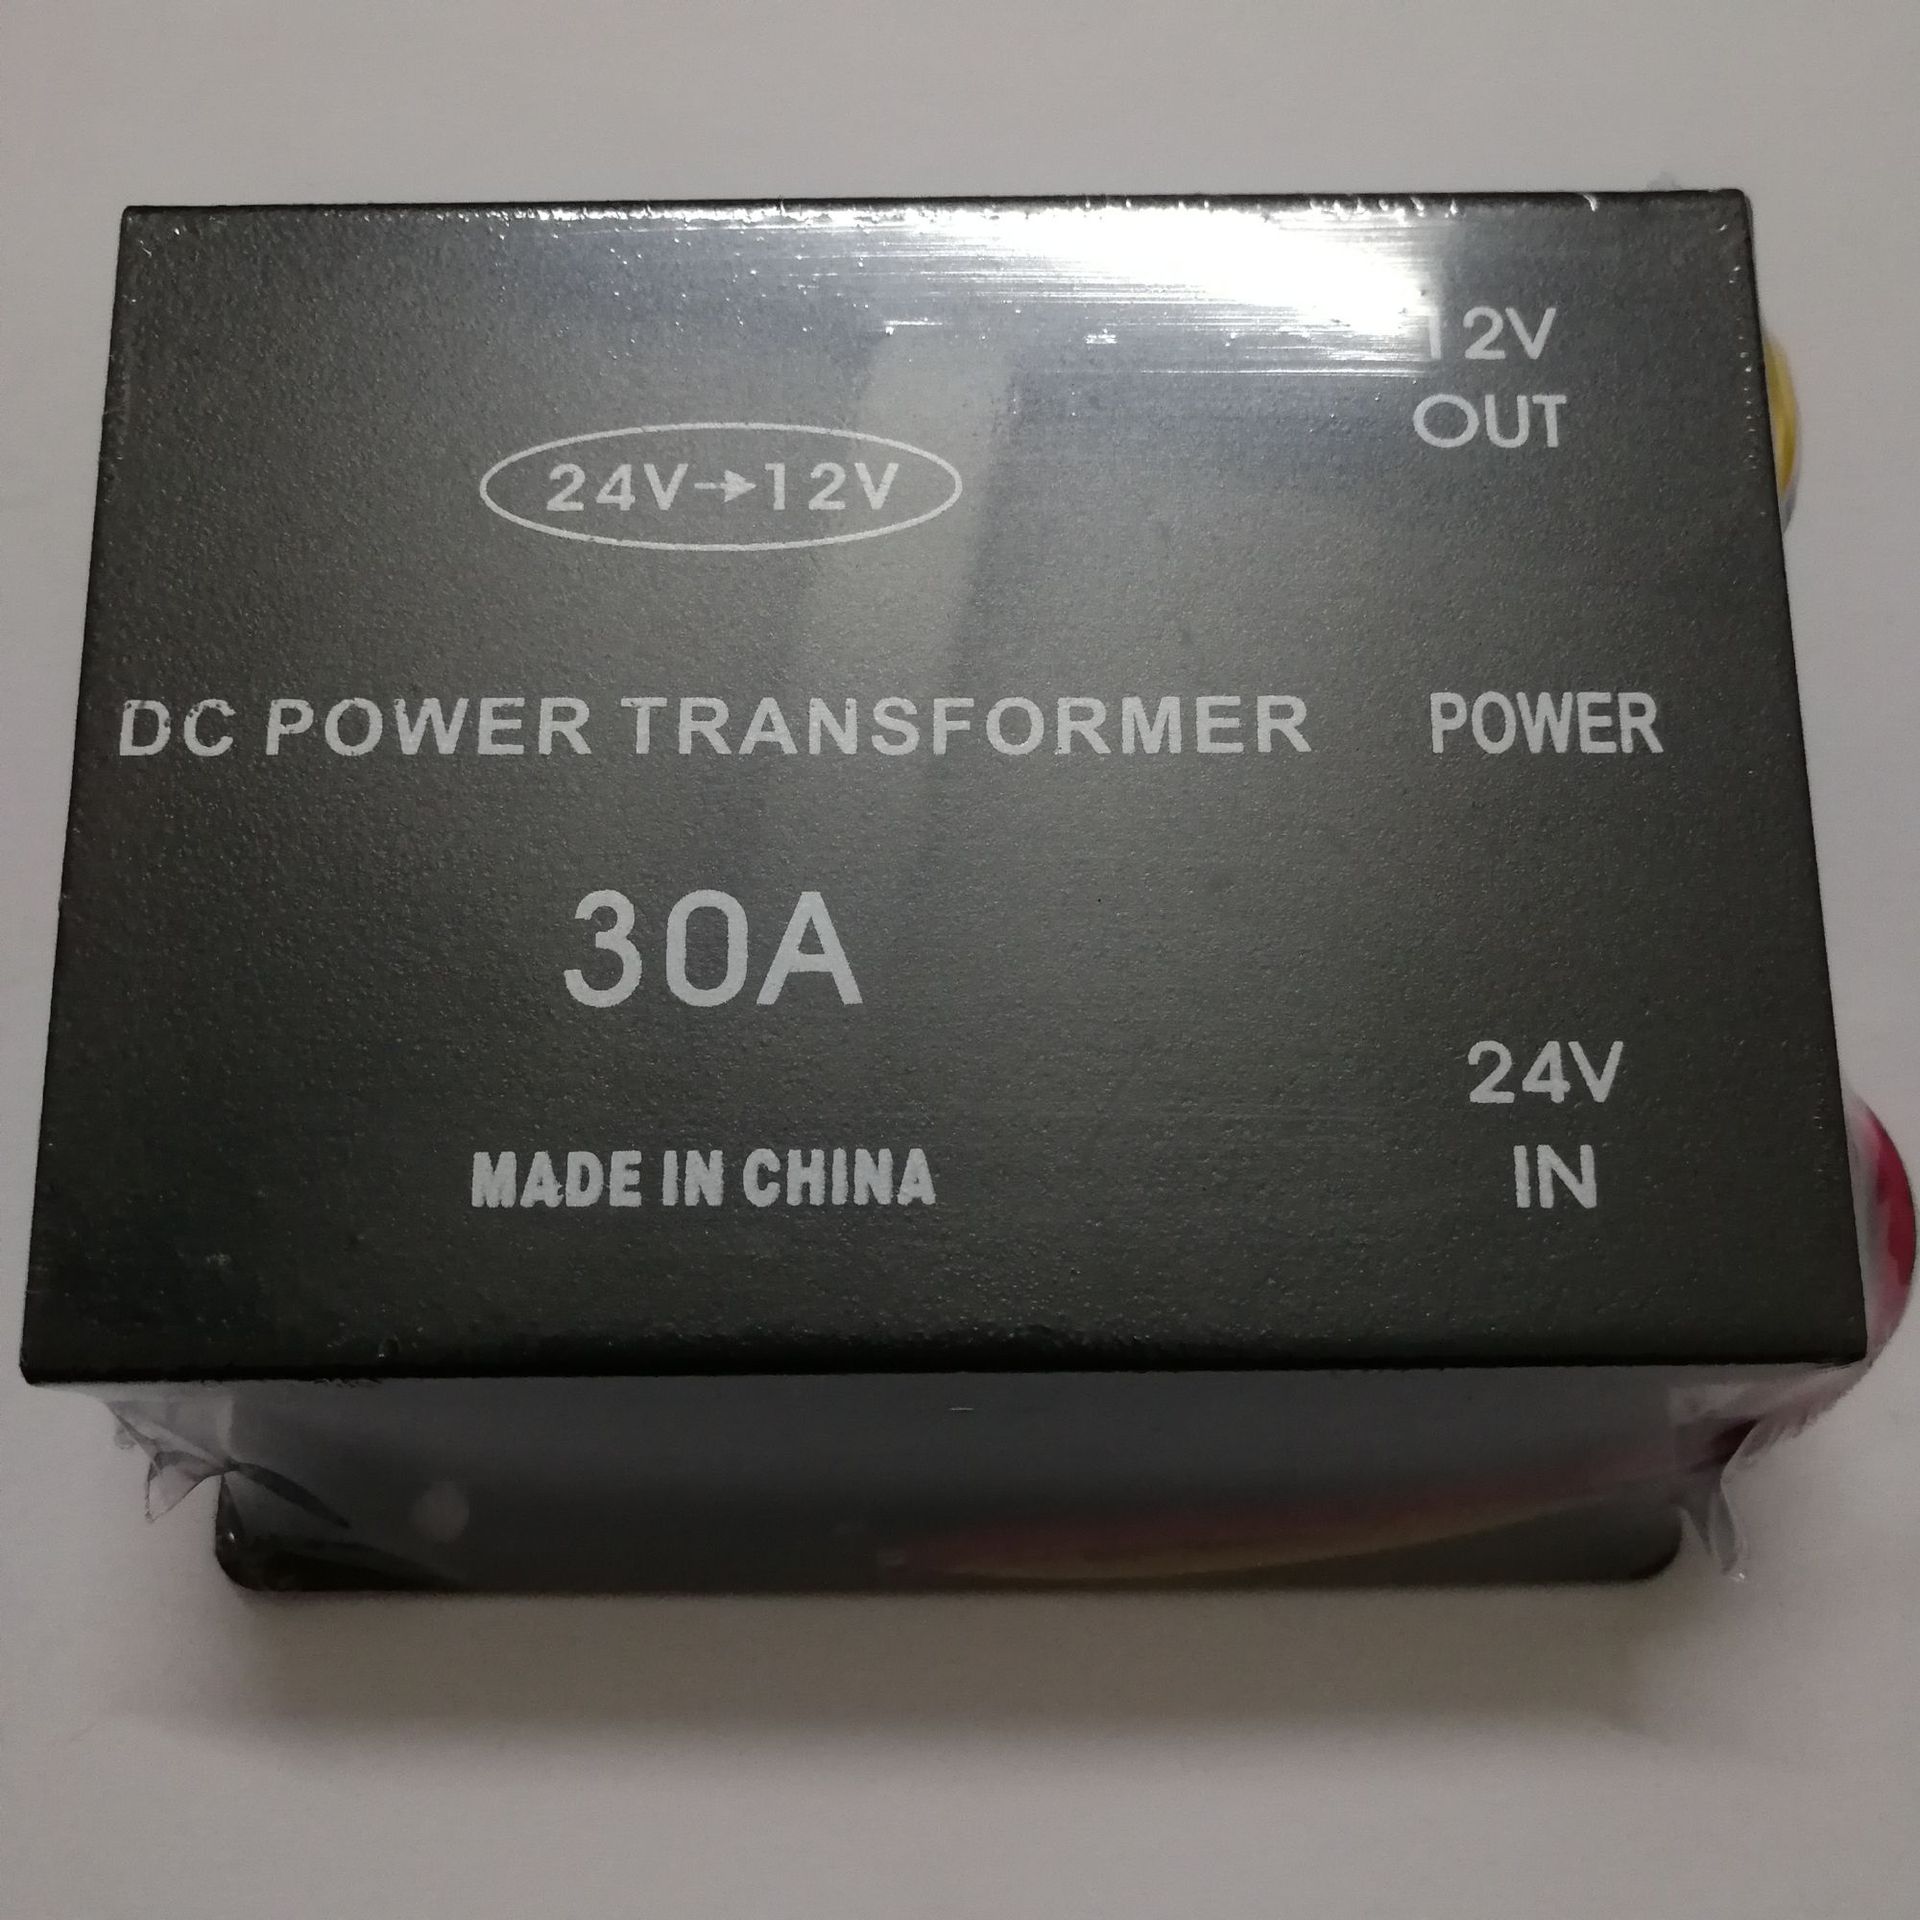 12V
OUT
24V→12V
DC POWER TRANSFORMER
POWER
30A
24V
IN
MADE IN CHINA